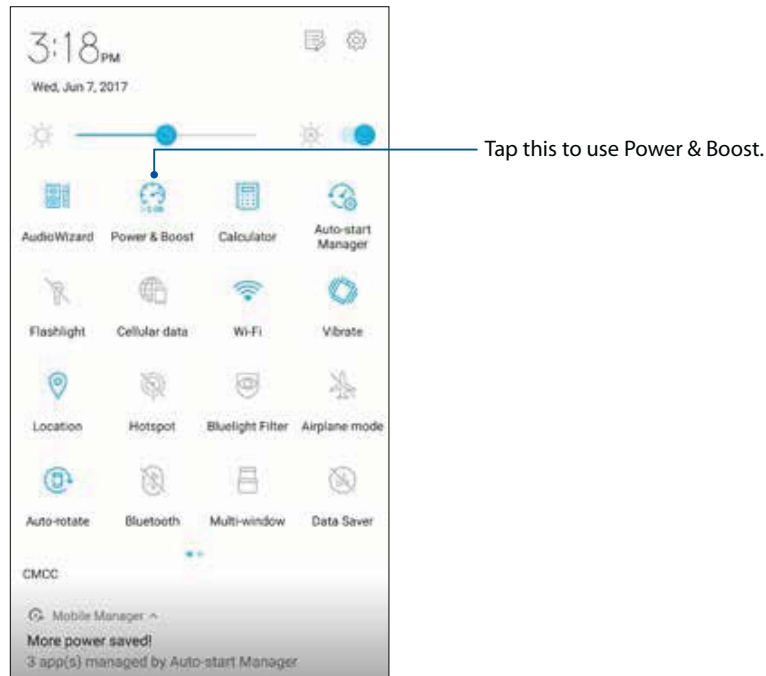 3:18PM
Wed, Jun 7, 2017
Tap this to use Power & Boost.
AudioWizard Power & Boost Calculator Auto-start Manager
Flashlight Cellular data Wi-Fi Vibrate
Location Hotspot Bluelight Filter Airplane mode
Auto-rotate Bluetooth Multi-window Data Saver
CMCC
Mobile Manager
More power saved!
3 app(s) managed by Auto-start Manager